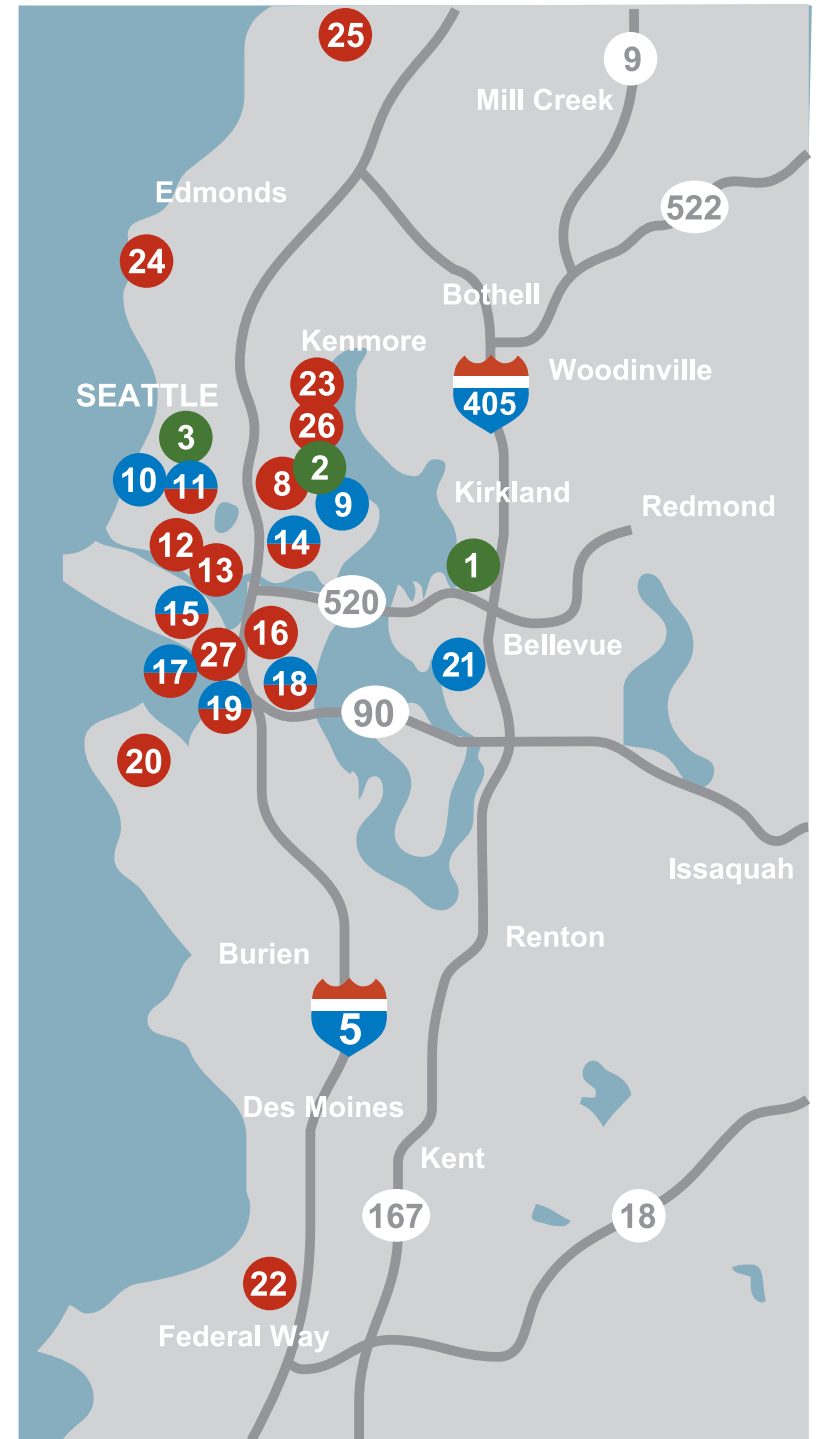 25
9
Mill Creek
Edmonds
522
24
Bothell
Kenmore
Woodinville
23
SEATTLE
405
26
3
2
10
11
8
9
Kirkland
Redmond
12
14
13
1
520
15
16
Bellevue
27
21
17
18
19
90
20
Issaquah
Renton
Burien
5
Des Moines
Kent
167
18
22
Federal Way